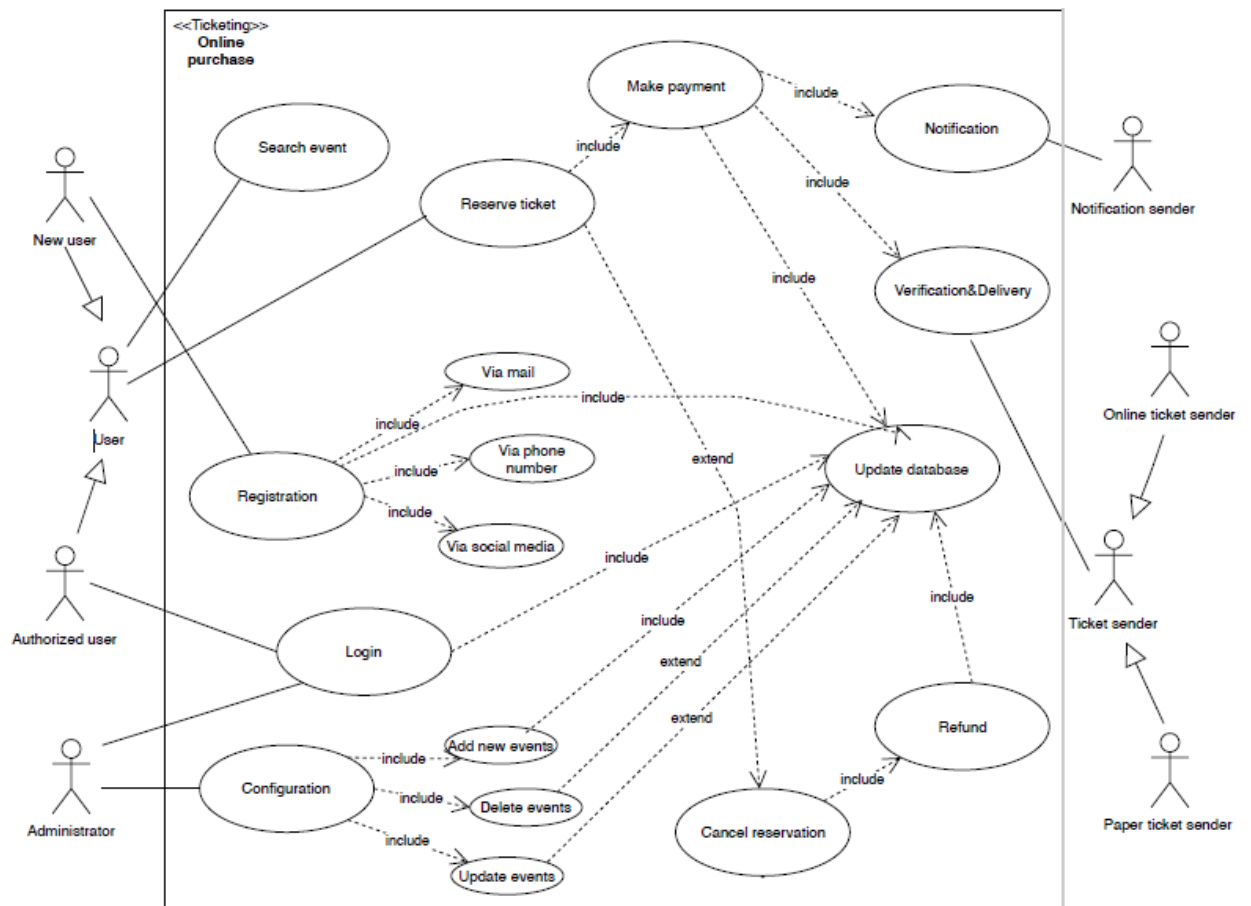 <<Ticketing>>
Online
purchase
Make payment
include
Notification
Search event
include
include
Reserve ticket
New user
Notification sender
include
Verification&Delivery
Via mail
include
include
User
Online ticket sender
extend
Via phone
number
include
Update database
Registration
include
Via social media
include
include
include
Authorized user
Login
Ticket sender
extend
extend
Refund
Add new events
include
include
Configuration
include
Delete events
Administrator
Cancel reservation
Paper ticket sender
include
Update events